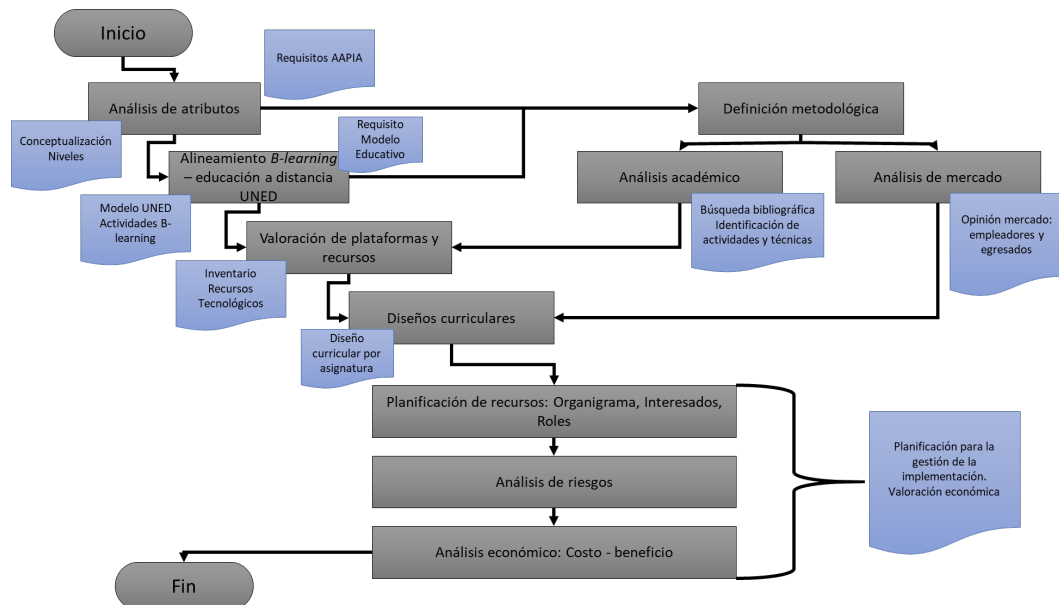 Inicio
Requisitos AAPIA
Análisis de atributos
Definición metodológica
Conceptualización
Niveles
Requisito
Modelo
Educativo
Alineamiento B-learning
– educación a distancia
UNED
Análisis académico
Análisis de mercado
Modelo UNED
Actividades B-
learning
Búsqueda bibliográfica
Identificación de
actividades y técnicas
Opinión mercado:
empleadores y
egresados
Valoración de plataformas y
recursos
Inventario
Recursos
Tecnológicos
Diseños curriculares
Diseño
curricular por
asignatura
Planificación de recursos: Organigrama, Interesados,
Roles
Análisis de riesgos
Planificación para la
gestión de la
implementación.
Valoración económica
Análisis económico: Costo - beneficio
Fin